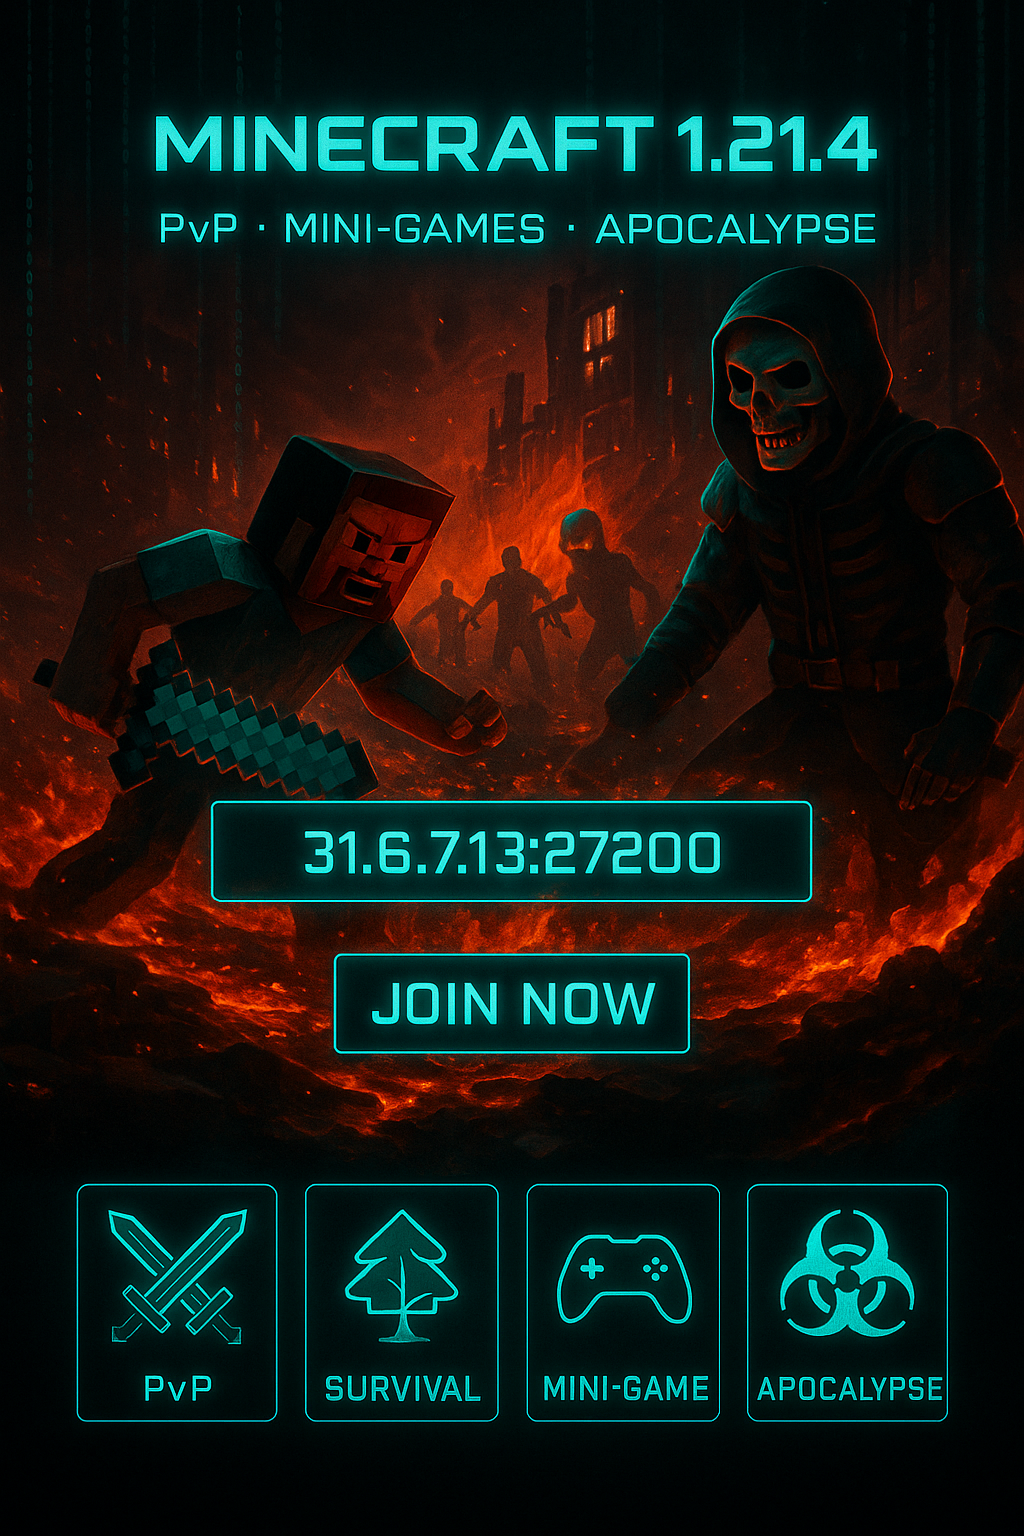 MINECRAFT 1.21.4
PvP · MINI-GAMES · APOCALYPSE
31.6.7.13:27200
JOIN NOW
PvP
SURVIVAL
MINI-GAME
APOCALYPSE